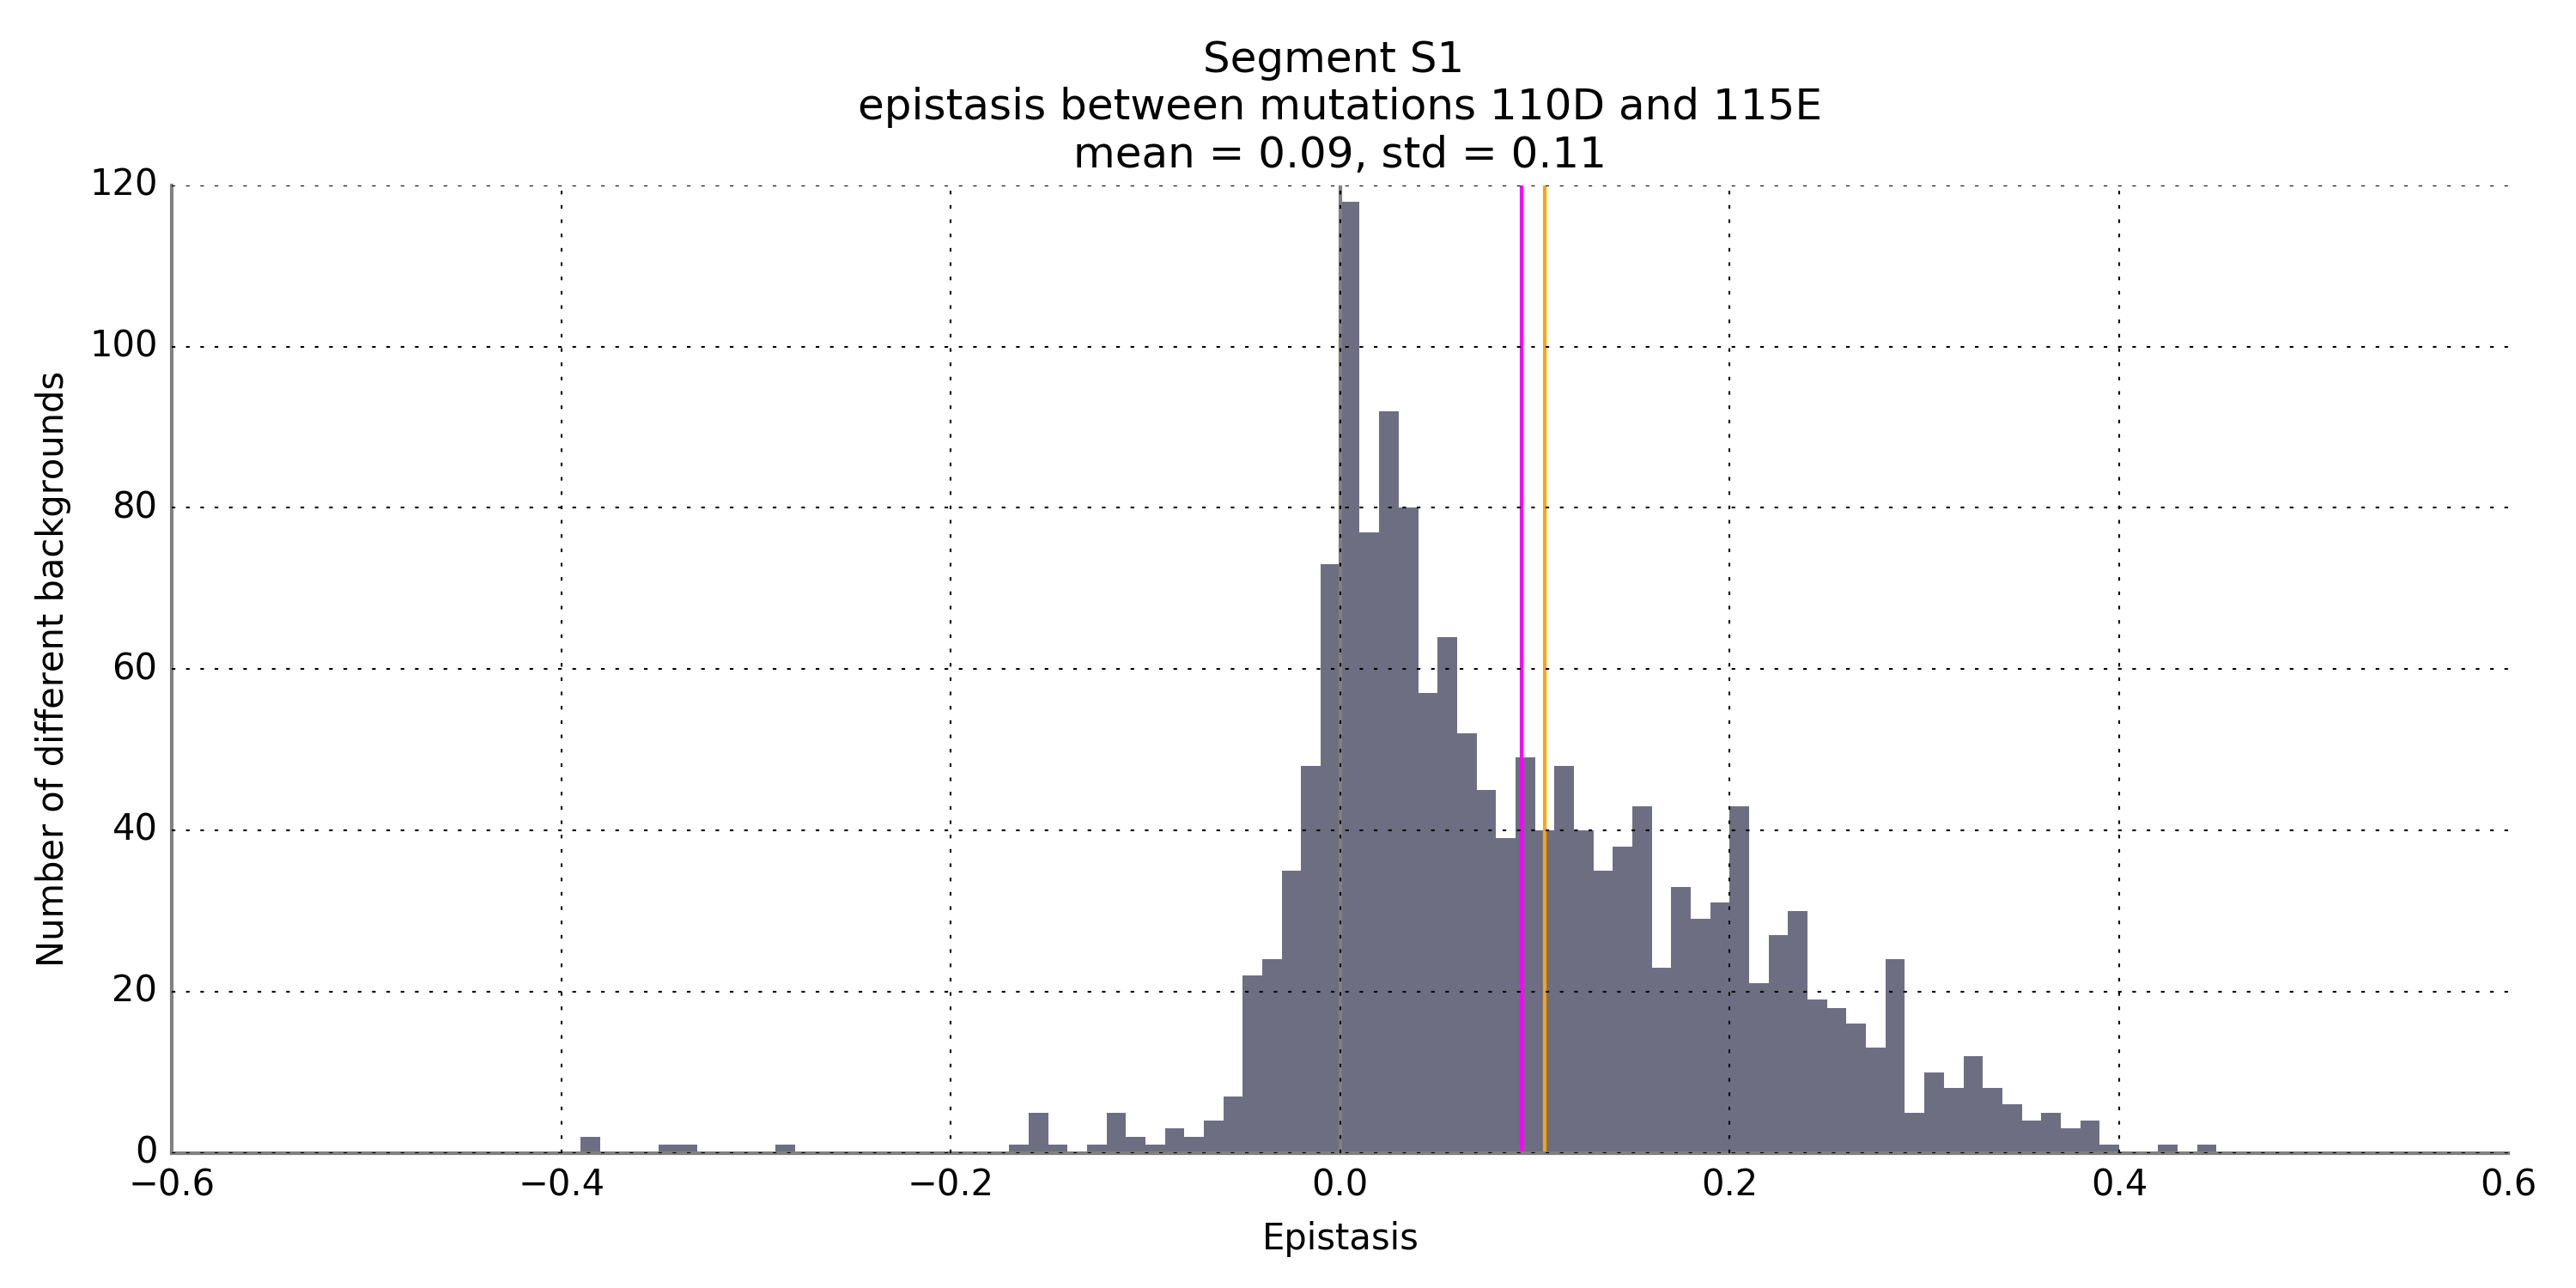 Segment S1
epistasis between mutations 110D and 115E
mean = 0.09, std = 0.11
120
100
80
60
40
20
0
Number of different backgrounds
−0.6 −0.4 −0.2 0.0 0.2 0.4 0.6
Epistasis